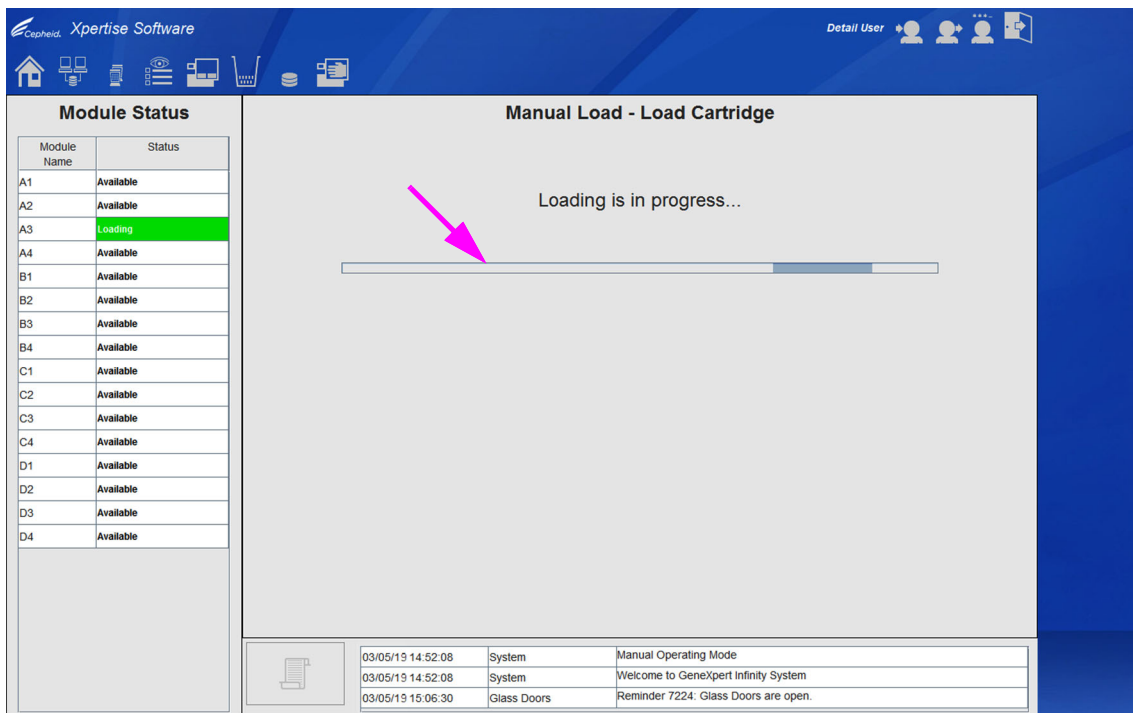 Cepheid. Xpertise Software
Detail User
Module Status
Module Name Status
A1 Available
A2 Available
A3 Loading
A4 Available
B1 Available
B2 Available
B3 Available
B4 Available
C1 Available
C2 Available
C3 Available
C4 Available
D1 Available
D2 Available
D3 Available
D4 Available
Manual Load - Load Cartridge
Loading is in progress...
03/05/19 14:52:08 System Manual Operating Mode
03/05/19 14:52:08 System Welcome to GeneXpert Infinity System
03/05/19 15:06:30 Glass Doors Reminder 7224: Glass Doors are open.